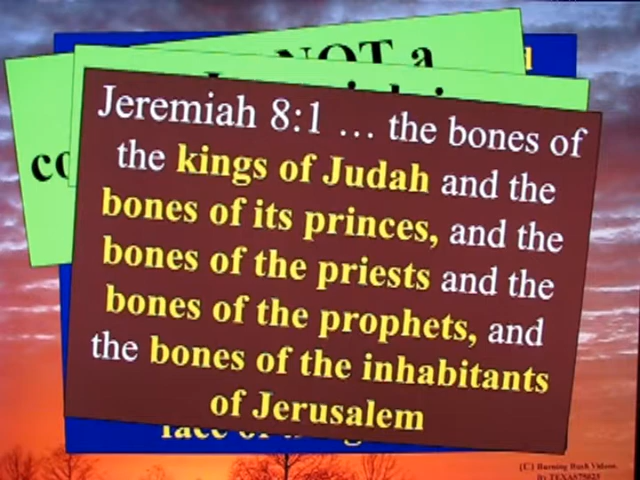 NOT a
Jeremiah 8:1 … the bones of
the kings of Judah and the
bones of its princes, and the
bones of the priests and the
bones of the prophets, and
the bones of the inhabitants
of Jerusalem
face of
(C) Burning Bush Videos